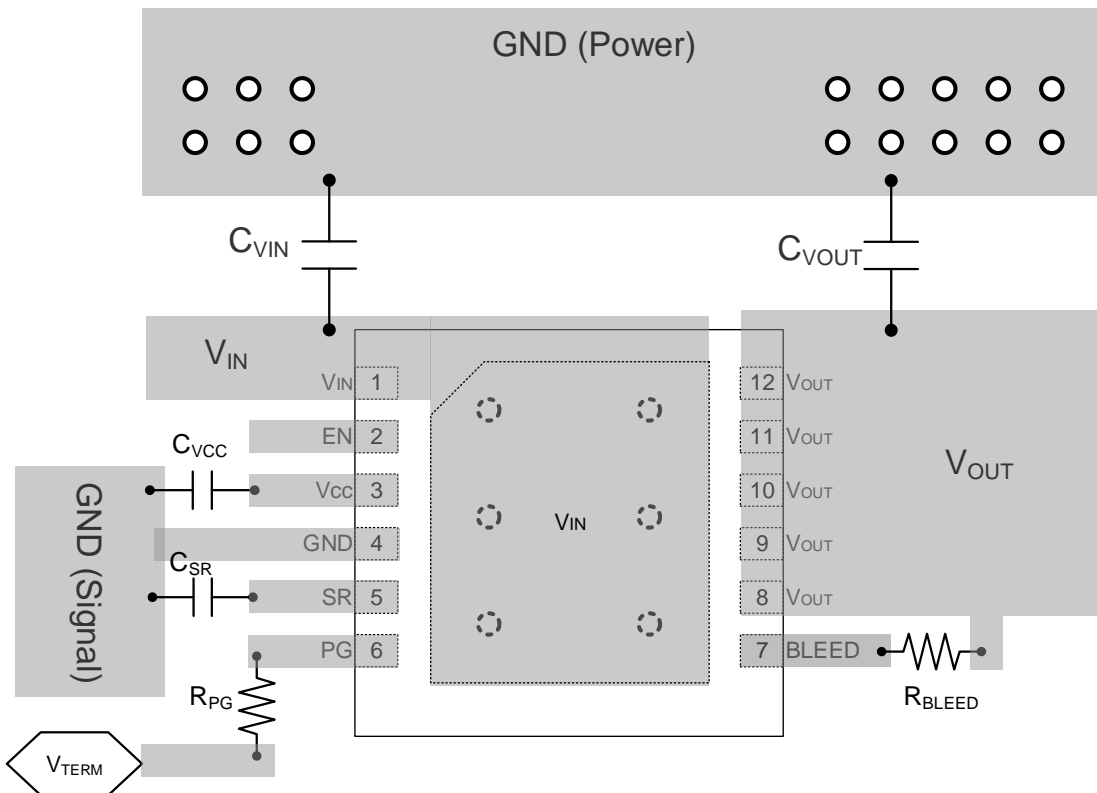 GND (Power)
CVIN
CVOUT
VIN
VIN 1
12 VOUT
EN 2
11 VOUT
CVCC
VCC 3
10 VOUT
VOUT
GND (Signal)
GND 4
VIN
9 VOUT
CSR
SR 5
8 VOUT
PG 6
7 BLEED
RPG
RBLEED
VTERM